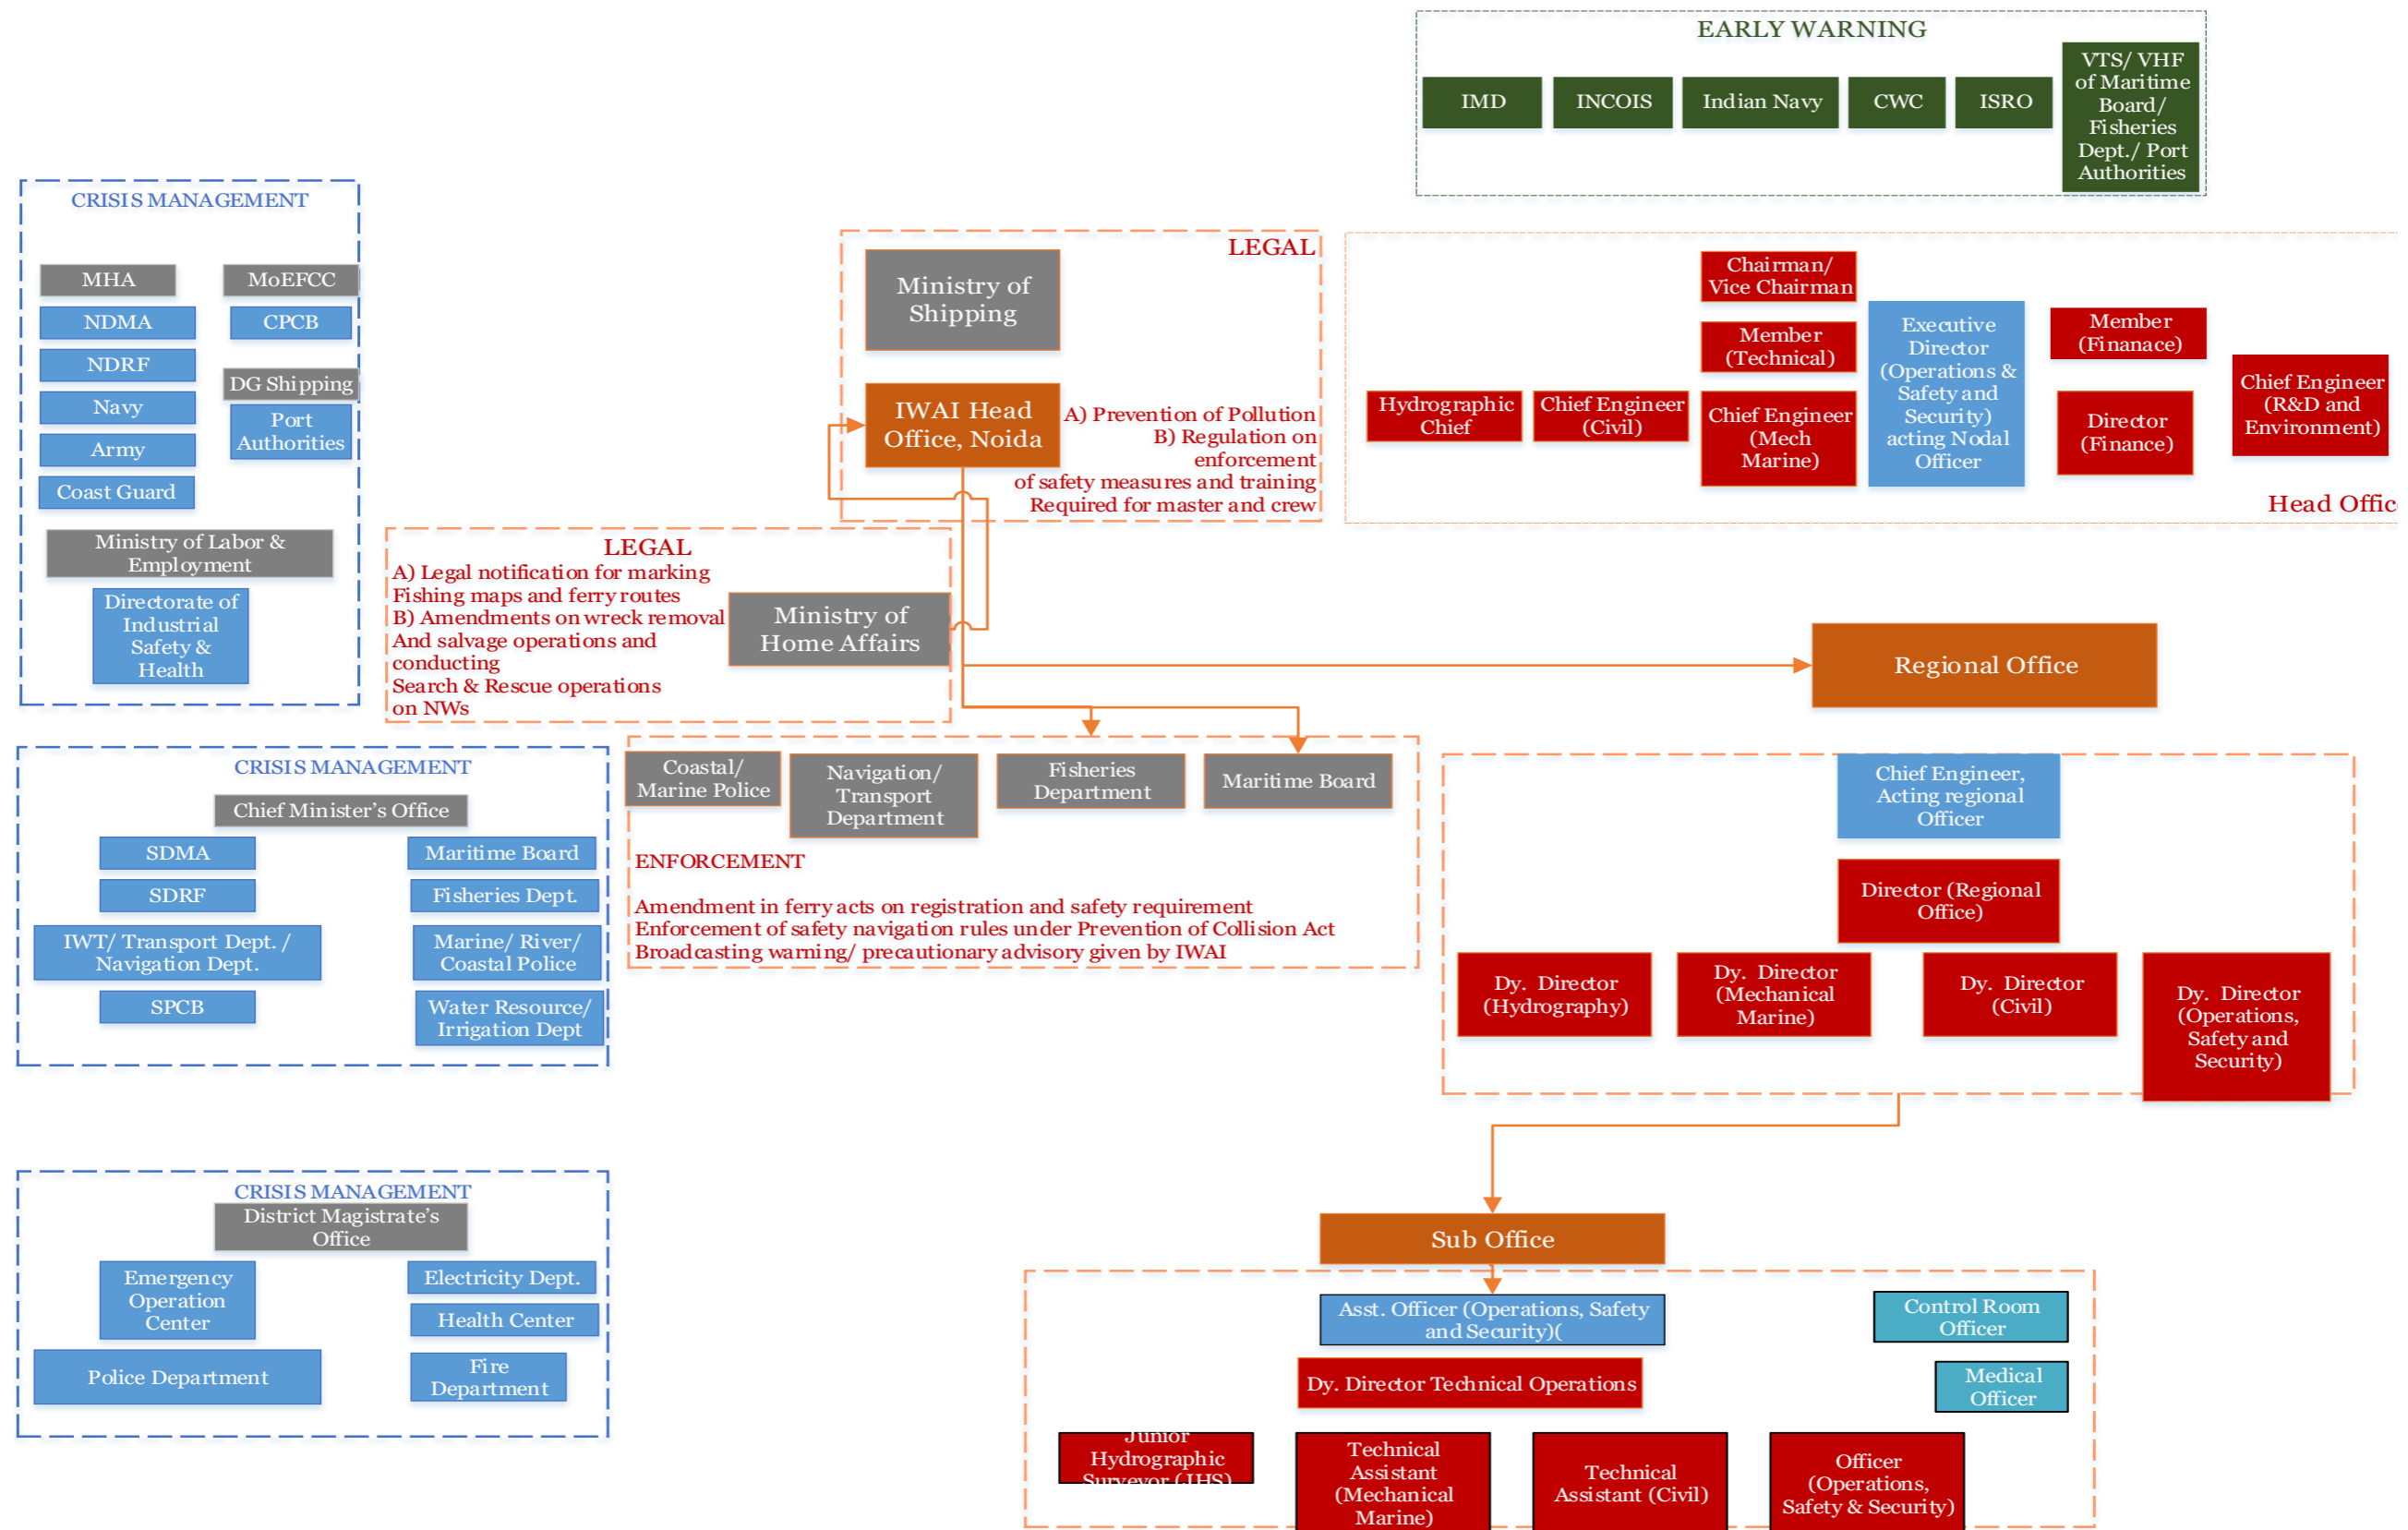 EARLY WARNING
IMD
INCOIS
Indian Navy
CWC
ISRO
VTS/ VHF
of Maritime
Board/
Fisheries
Dept./ Port
Authorities
CRISIS MANAGEMENT
MHA
NDMA
NDRF
Navy
Army
Coast Guard
MoEFCC
CPCB
DG Shipping
Port
Authorities
Ministry of Labor &
Employment
Directorate of
Industrial
Safety &
Health
LEGAL
Ministry of
Shipping
IWAI Head
Office, Noida
A) Prevention of Pollution
B) Regulation on
enforcement
of safety measures and training
Required for master and crew
Chairman/
Vice Chairman
Member
(Technical)
Hydrographic
Chief
Chief Engineer
(Civil)
Chief Engineer
(Mech
Marine)
Executive
Director
(Operations &
Safety and
Security)
acting Nodal
Officer
Member
(Finanace)
Director
(Finance)
Chief Engineer
(R&D and
Environment)
Head Offic
LEGAL
A) Legal notification for marking
Fishing maps and ferry routes
B) Amendments on wreck removal
And salvage operations and
conducting
Search & Rescue operations
on NWs
Ministry of
Home Affairs
Regional Office
CRISIS MANAGEMENT
Chief Minister’s Office
SDMA
SDRF
IWT/ Transport Dept. /
Navigation Dept.
SPCB
Maritime Board
Fisheries Dept.
Marine/ River/
Coastal Police
Water Resource/
Irrigation Dept
Coastal/
Marine Police
Navigation/
Transport
Department
Fisheries
Department
Maritime Board
ENFORCEMENT
Amendment in ferry acts on registration and safety requirement
Enforcement of safety navigation rules under Prevention of Collision Act
Broadcasting warning/ precautionary advisory given by IWAI
Chief Engineer,
Acting regional
Officer
Director (Regional
Office)
Dy. Director
(Hydrography)
Dy. Director
(Mechanical
Marine)
Dy. Director
(Civil)
Dy. Director
(Operations,
Safety and
Security)
CRISIS MANAGEMENT
District Magistrate’s
Office
Emergency
Operation
Center
Police Department
Electricity Dept.
Health Center
Fire
Department
Sub Office
Asst. Officer (Operations, Safety
and Security)(
Control Room
Officer
Dy. Director Technical Operations
Medical
Officer
Junior
Hydrographic
Surveyor (JHS)
Technical
Assistant
(Mechanical
Marine)
Technical
Assistant (Civil)
Officer
(Operations,
Safety & Security)